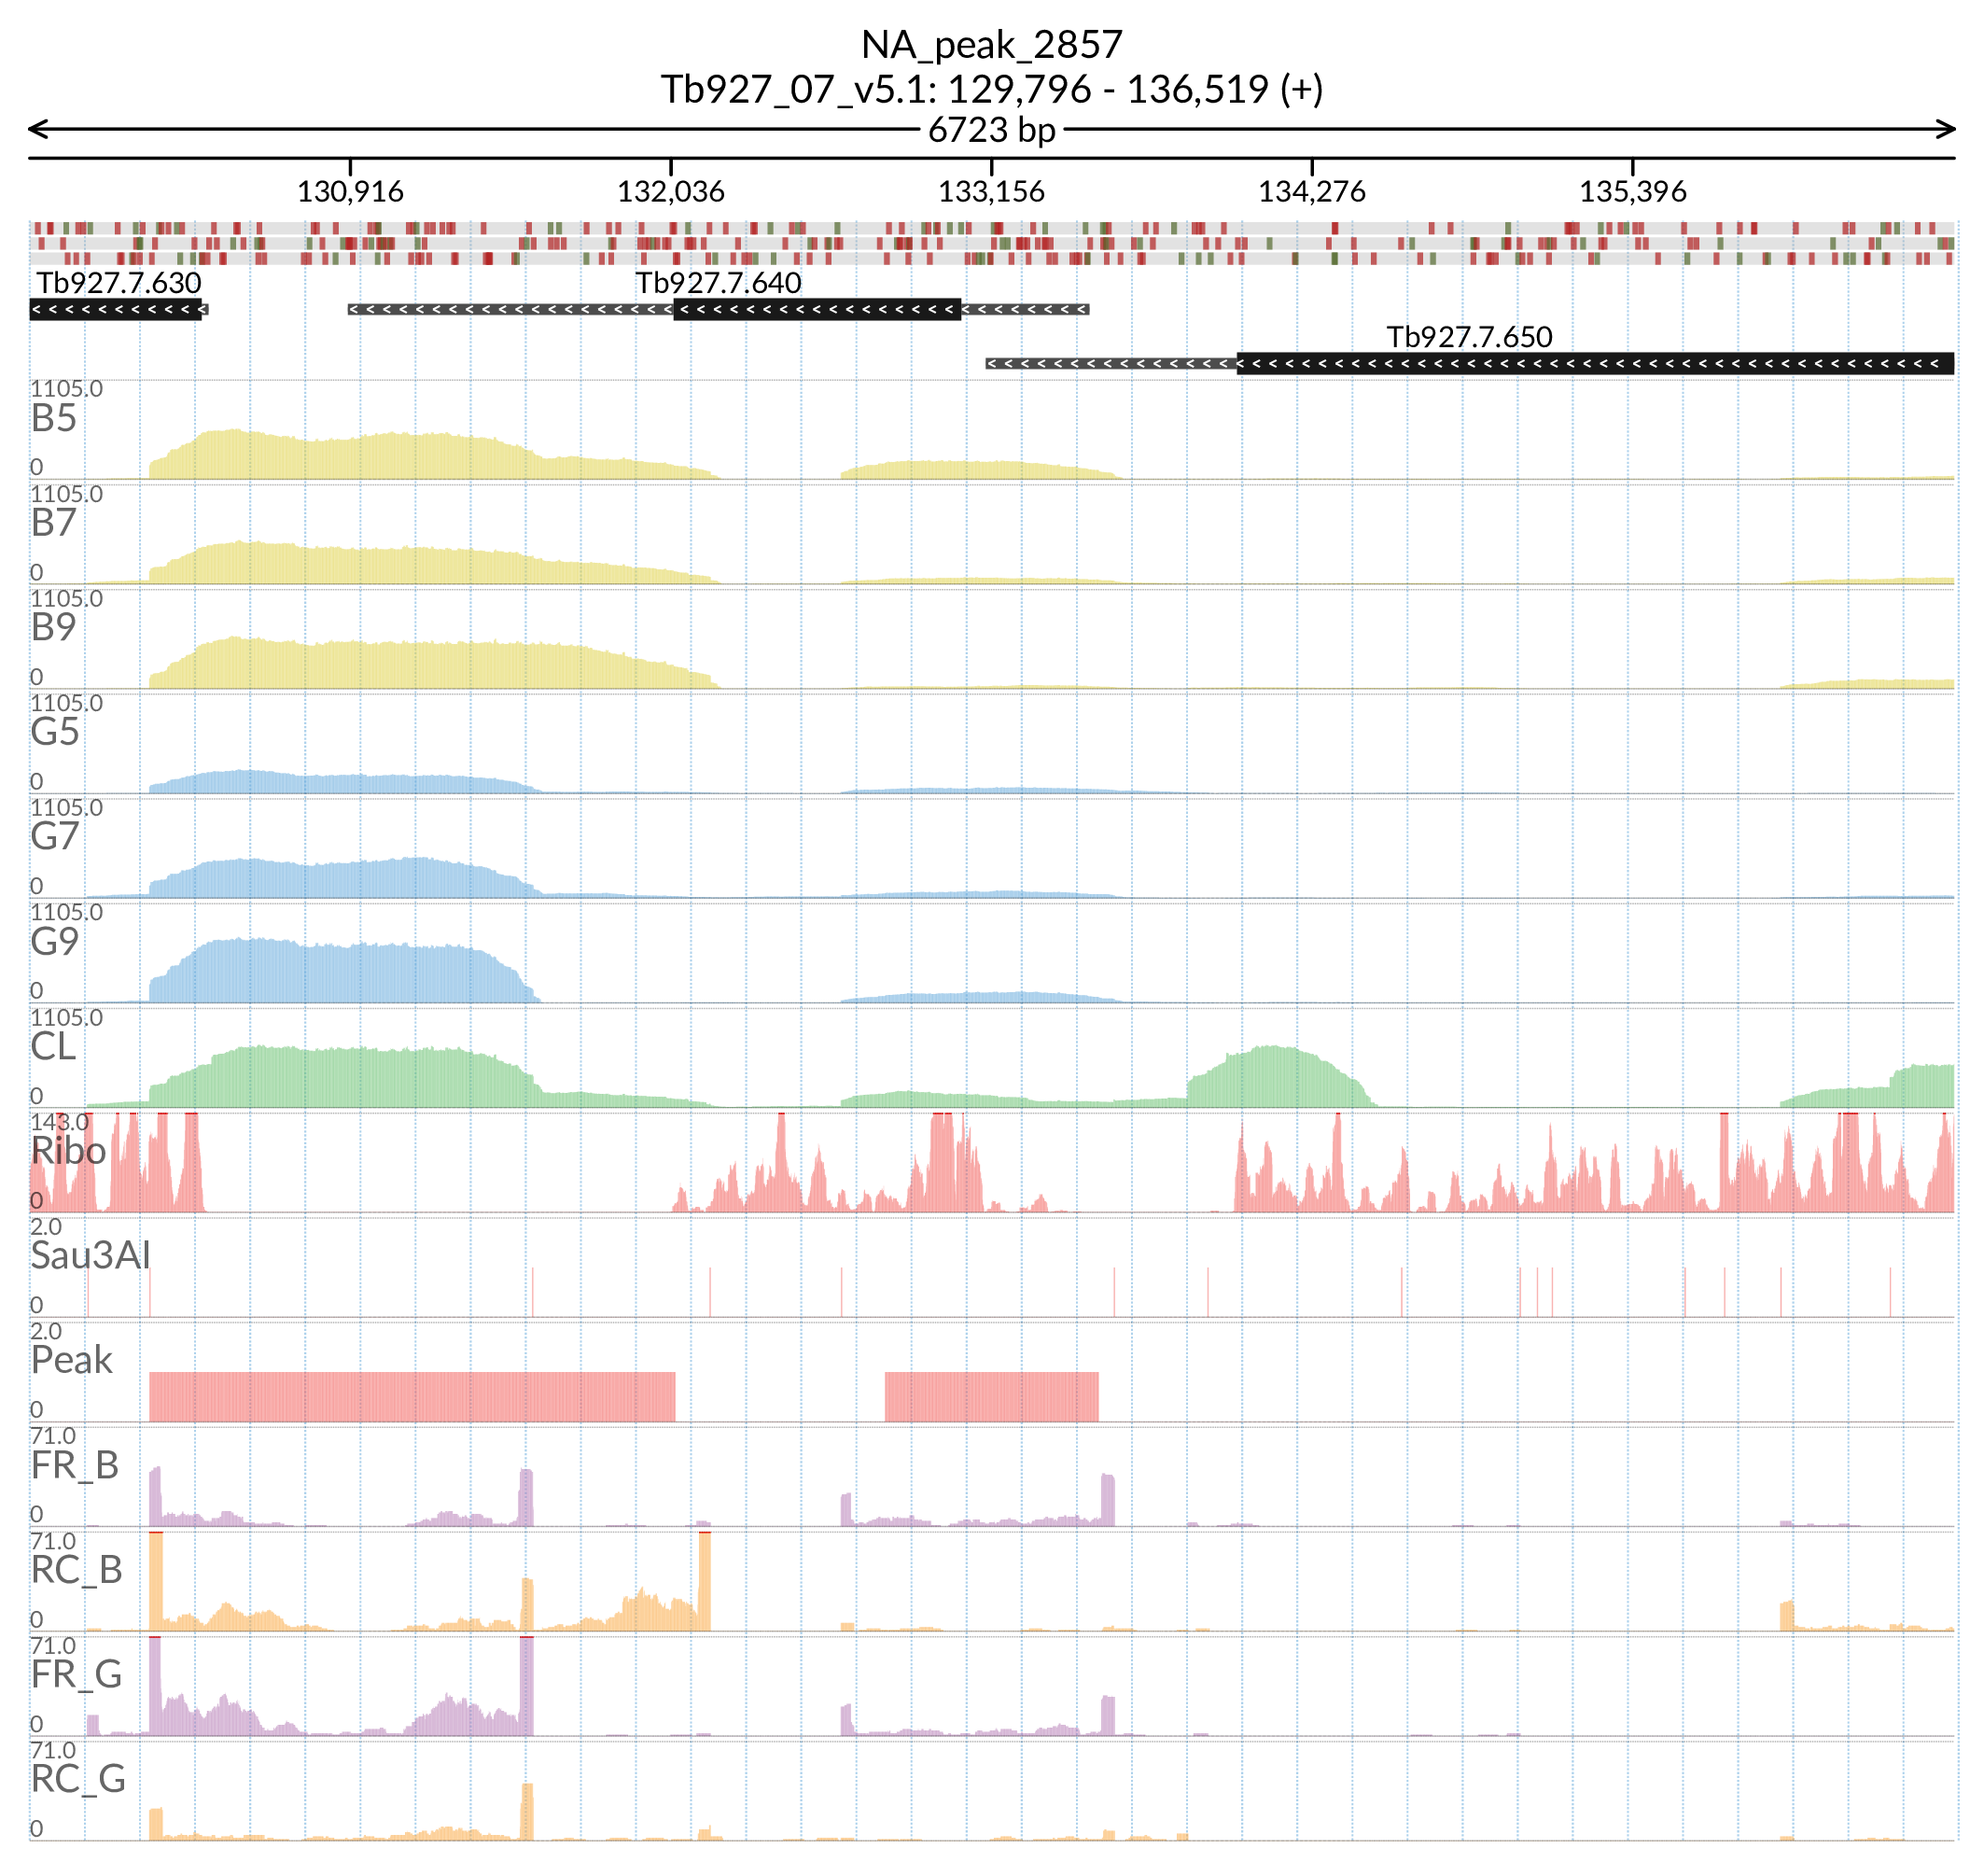 NA_peak_2857
Tb927_07_v5.1: 129,796 - 136,519 (+)
6723 bp
130,916 132,036 133,156 134,276 135,396
Tb927.7.630 Tb927.7.640
Tb927.7.650
1105.0
B5
0
1105.0
B7
0
1105.0
B9
0
1105.0
G5
0
1105.0
G7
0
1105.0
G9
0
1105.0
CL
0
143.0
Ribo
0
2.0
Sau3AI
0
2.0
Peak
0
71.0
FR_B
0
71.0
RC_B
0
71.0
FR_G
0
71.0
RC_G
0